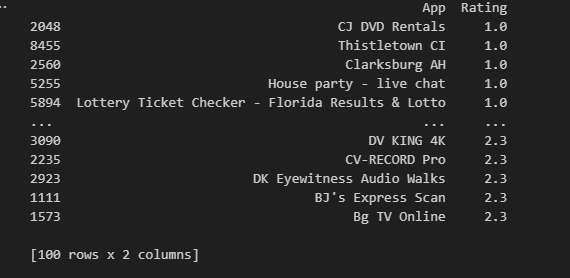 App Rating
2048 CJ DVD Rentals 1.0
8455 Thistletown CI 1.0
2560 Clarksburg AH 1.0
5255 House party - live chat 1.0
5894 Lottery Ticket Checker - Florida Results & Lotto 1.0
... ... ...
3090 DV KING 4K 2.3
2235 CV-RECORD Pro 2.3
2923 DK Eyewitness Audio Walks 2.3
1111 BJ's Express Scan 2.3
1573 Bg TV Online 2.3
[100 rows x 2 columns]